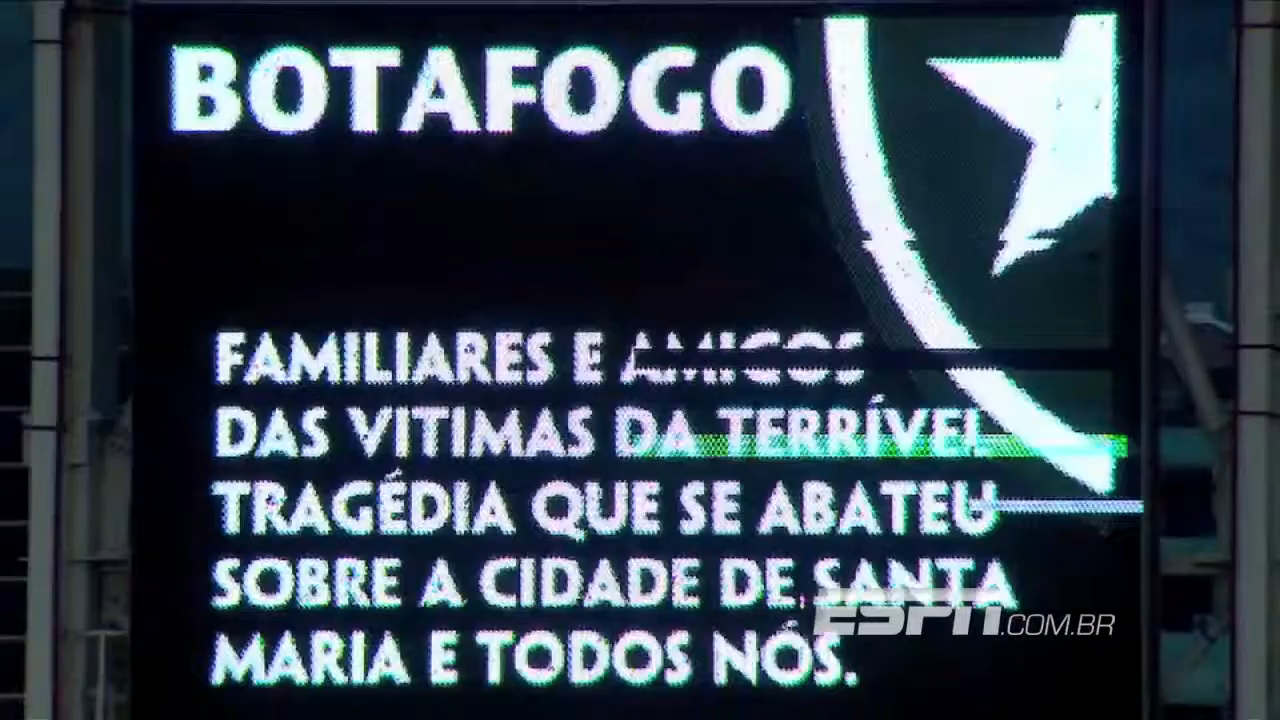 BOTAFOGO
FAMILIARES E AMIGOS
DAS VITIMAS DA TERRÍVEL
TRAGÉDIA QUE SE ABATEU
SOBRE A CIDADE DE SANTA
MARIA E TODOS NÓS.
ESPN.COM.BR